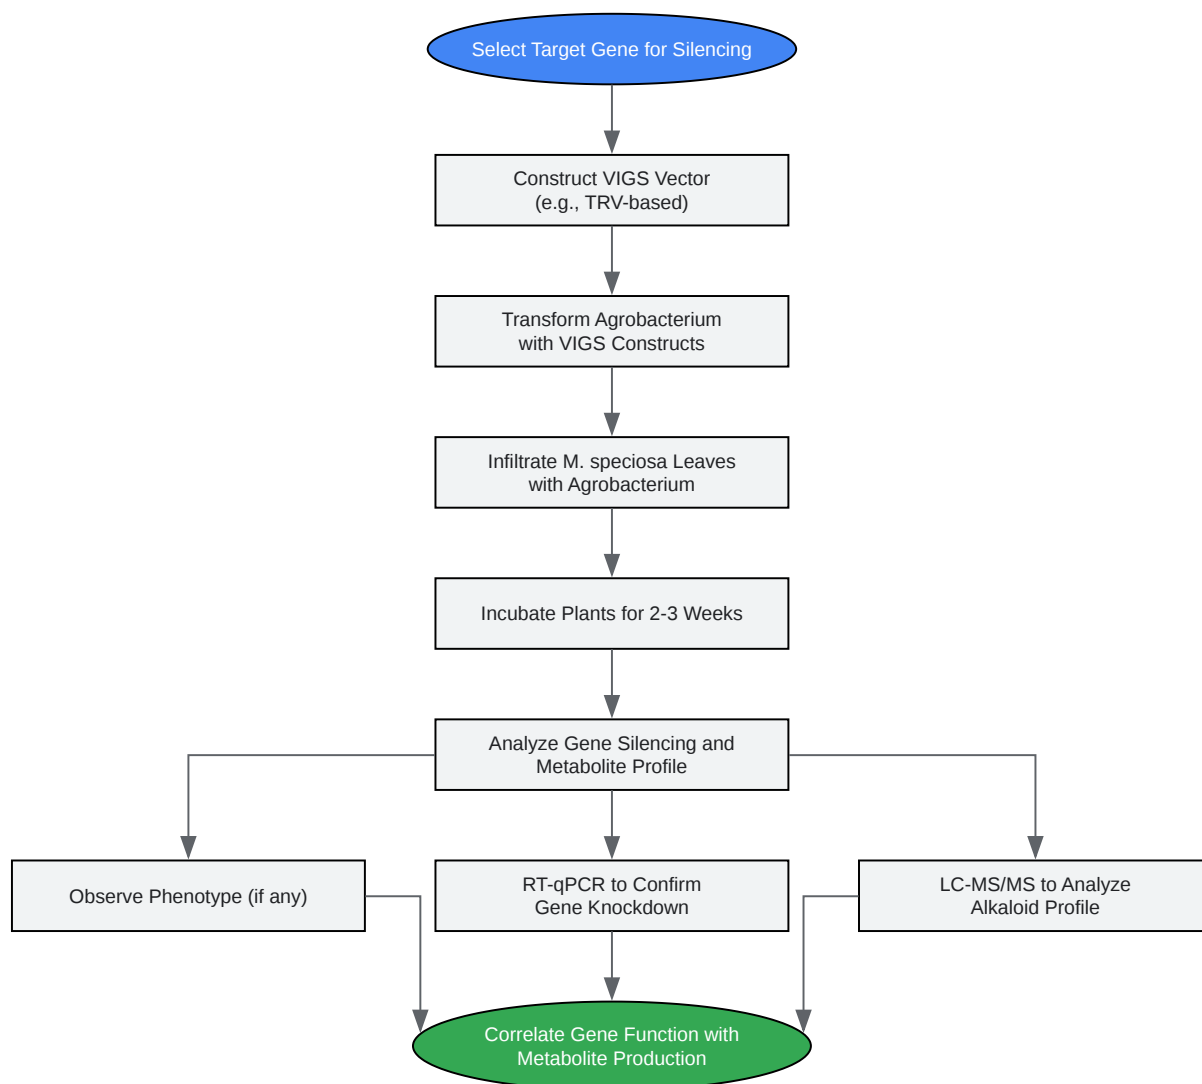 Select Target Gene for Silencing
Construct VIGS Vector
(e.g., TRV-based)
Transform Agrobacterium
with VIGS Constructs
Infiltrate M. speciosa Leaves
with Agrobacterium
Incubate Plants for 2-3 Weeks
Analyze Gene Silencing and
Metabolite Profile
Observe Phenotype (if any)
RT-qPCR to Confirm
Gene Knockdown
LC-MS/MS to Analyze
Alkaloid Profile
Correlate Gene Function with
Metabolite Production